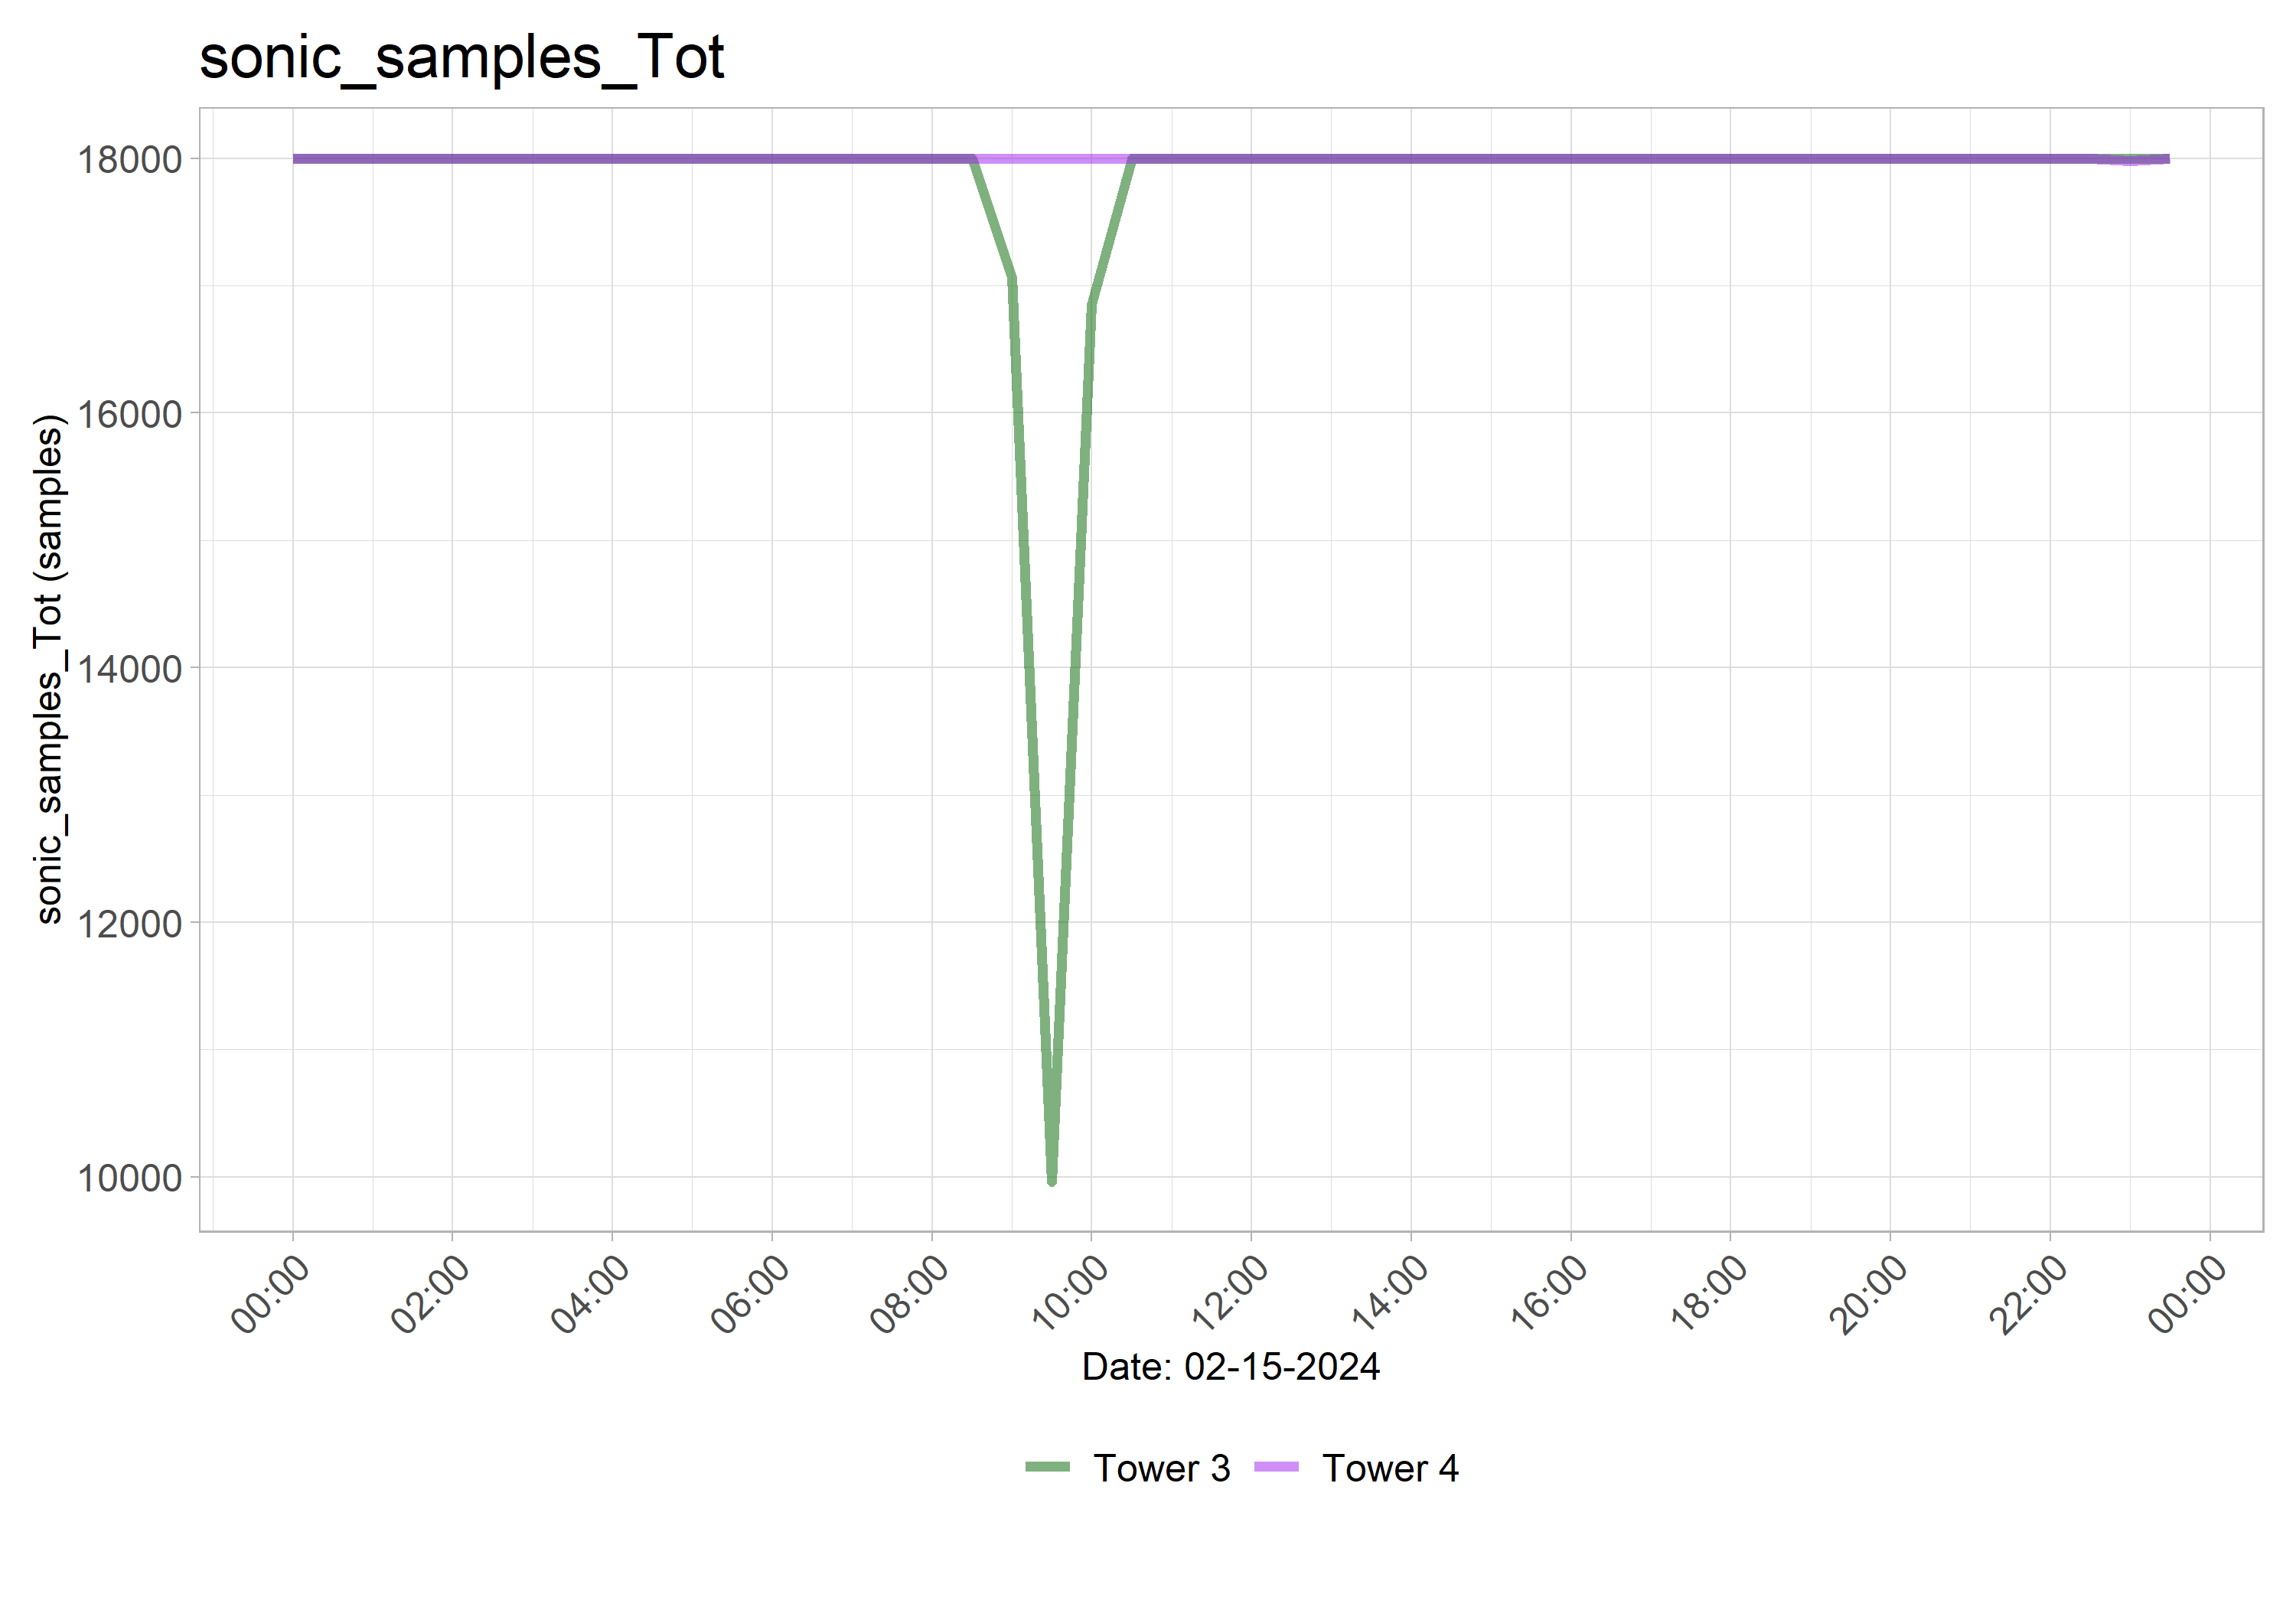 sonic_samples_Tot
sonic_samples_Tot (samples)
18000
16000
14000
12000
10000
00:00 02:00 04:00 06:00 08:00 10:00 12:00 14:00 16:00 18:00 20:00 22:00 00:00
Date: 02-15-2024
Tower 3 Tower 4